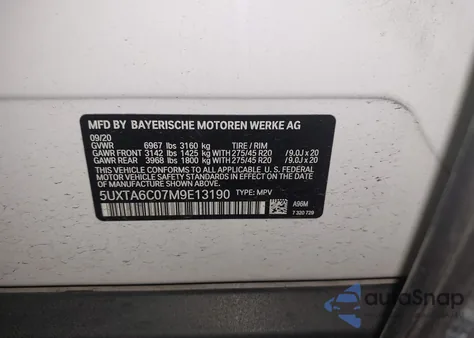 MFD BY BAYERISCHE MOTOREN WERKE AG
09/20
GVWR 6967 lbs 3160 kg TIRE / RIM
GAWR FRONT 3142 lbs 1425 kg WITH 275/45 R20 /9.0J x 20
GAWR REAR 3968 lbs 1800 kg WITH 275/45 R20 /9.0J x 20
THIS VEHICLE CONFORMS TO ALL APPLICABLE U. S. FEDERAL
MOTOR VEHICLE SAFETY STANDARDS IN EFFECT ON THE DATE
OF MANUFACTURE SHOWN ABOVE.
5UXTA6C07M9E13190 TYPE: MPV
A96M
7 320 729
autoSnap